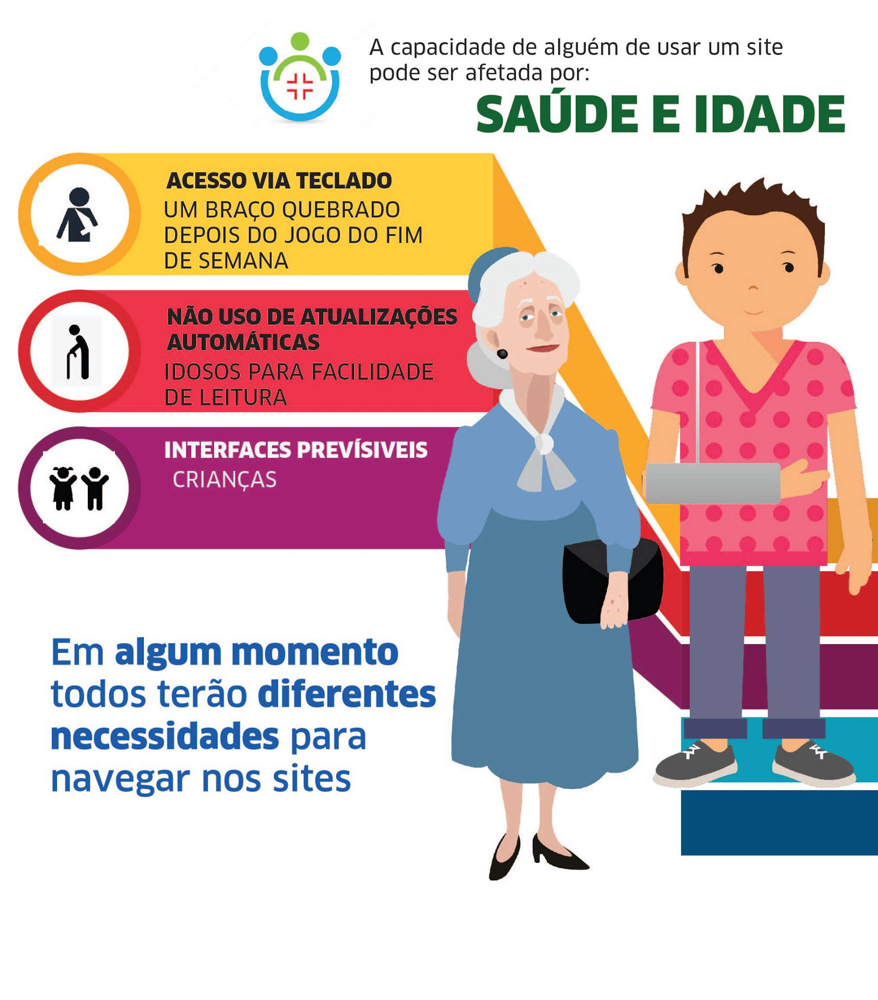 A capacidade de alguém de usar um site
pode ser afetada por:
SAÚDE E IDADE
ACESSO VIA TECLADO
UM BRAÇO QUEBRADO
DEPOIS DO JOGO DO FIM
DE SEMANA
NÃO USO DE ATUALIZAÇÕES
AUTOMÁTICAS
IDOSOS PARA FACILIDADE
DE LEITURA
INTERFACES PREVÍSIVEIS
CRIANÇAS
Em algum momento
todos terão diferentes
necessidades para
navegar nos sites